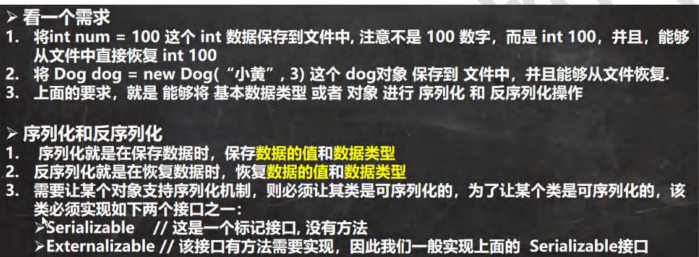 ➢ 看一个需求
1. 将int num = 100 这个 int 数据保存到文件中, 注意不是 100 数字，而是 int 100，并且，能够
从文件中直接恢复 int 100
2. 将 Dog dog = new Dog(“小黄”, 3) 这个 dog对象 保存到 文件中，并且能够从文件恢复.
3. 上面的要求，就是 能够将 基本数据类型 或者 对象 进行 序列化 和 反序列化操作
➢ 序列化和反序列化
1. 序列化就是在保存数据时，保存数据的值和数据类型
2. 反序列化就是在恢复数据时，恢复数据的值和数据类型
3. 需要让某个对象支持序列化机制，则必须让其类是可序列化的，为了让某个类是可序列化的，该
类必须实现如下两个接口之一：
➢Serializable // 这是一个标记接口, 没有方法
➢Externalizable // 该接口有方法需要实现，因此我们一般实现上面的 Serializable接口